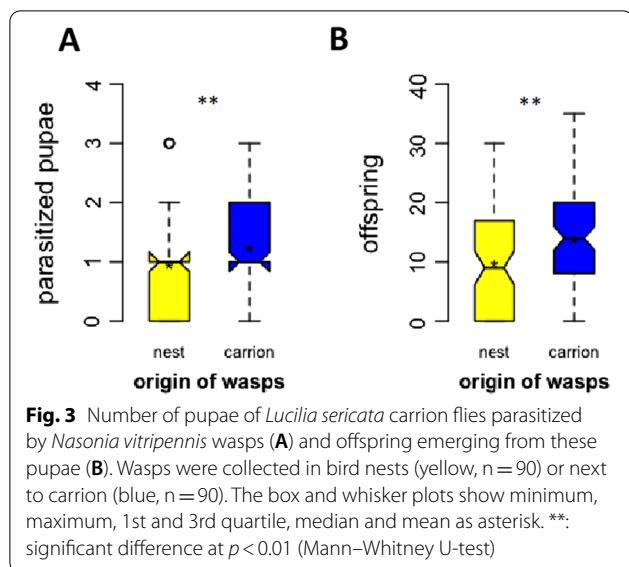 A
B
**
**
parasitized pupae
0 1 2 3 4
offspring
0 10 20 30 40
nest carrion
nest carrion
origin of wasps
origin of wasps
Fig. 3 Number of pupae of Lucilia sericata carrion flies parasitized
by Nasonia vitripennis wasps (A) and offspring emerging from these
pupae (B). Wasps were collected in bird nests (yellow, n = 90) or next
to carrion (blue, n = 90). The box and whisker plots show minimum,
maximum, 1st and 3rd quartile, median and mean as asterisk. **:
significant difference at p < 0.01 (Mann–Whitney U-test)